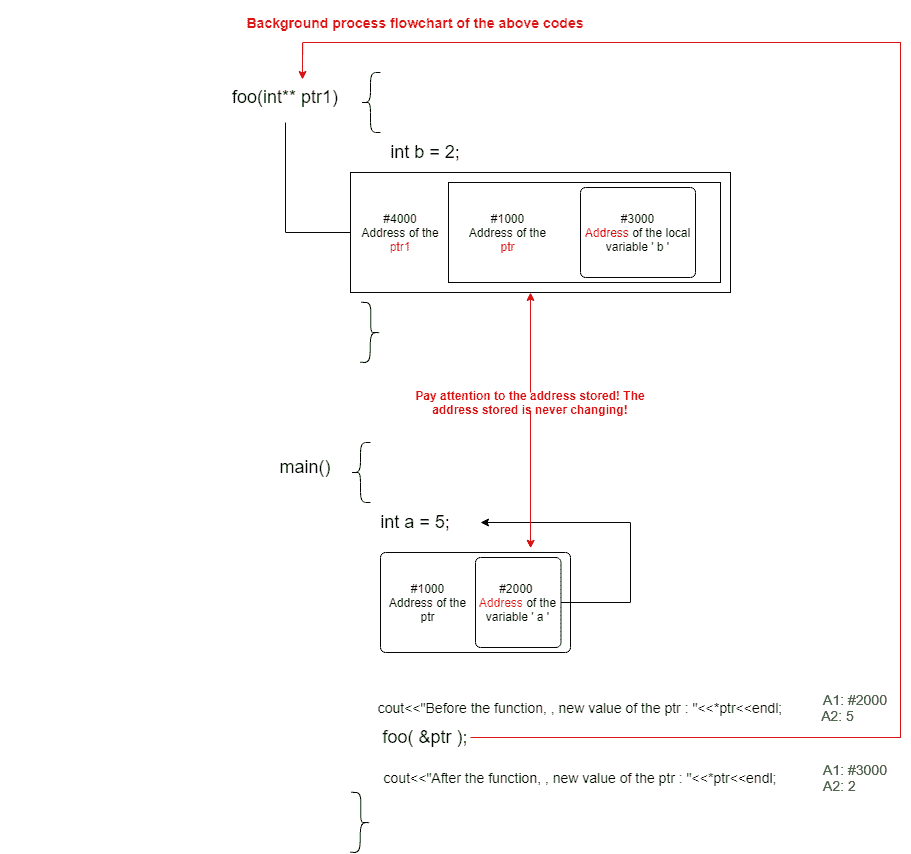 Background process flowchart of the above codes
foo(int** ptr1)
int b = 2;
#4000
Address of the
ptr1
#1000
Address of the
ptr
#3000
Address of the local
variable ' b '
Pay attention to the address stored! The
address stored is never changing!
main()
int a = 5;
#1000
Address of the
ptr
#2000
Address of the
variable ' a '
cout<<"Before the function, , new value of the ptr : "<<*ptr<<endl;
A1: #2000
A2: 5
foo( &ptr );
cout<<"After the function, , new value of the ptr : "<<*ptr<<endl;
A1: #3000
A2: 2